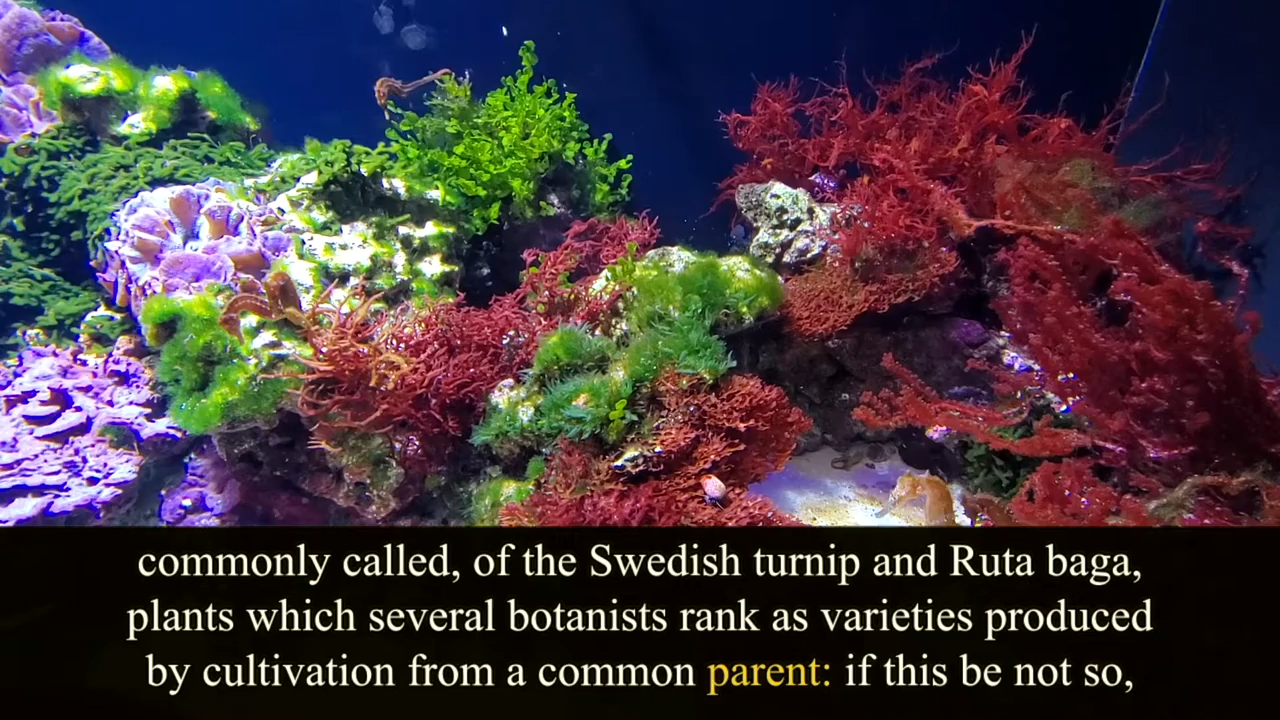 commonly called, of the Swedish turnip and Ruta baga,
plants which several botanists rank as varieties produced
by cultivation from a common parent: if this be not so,